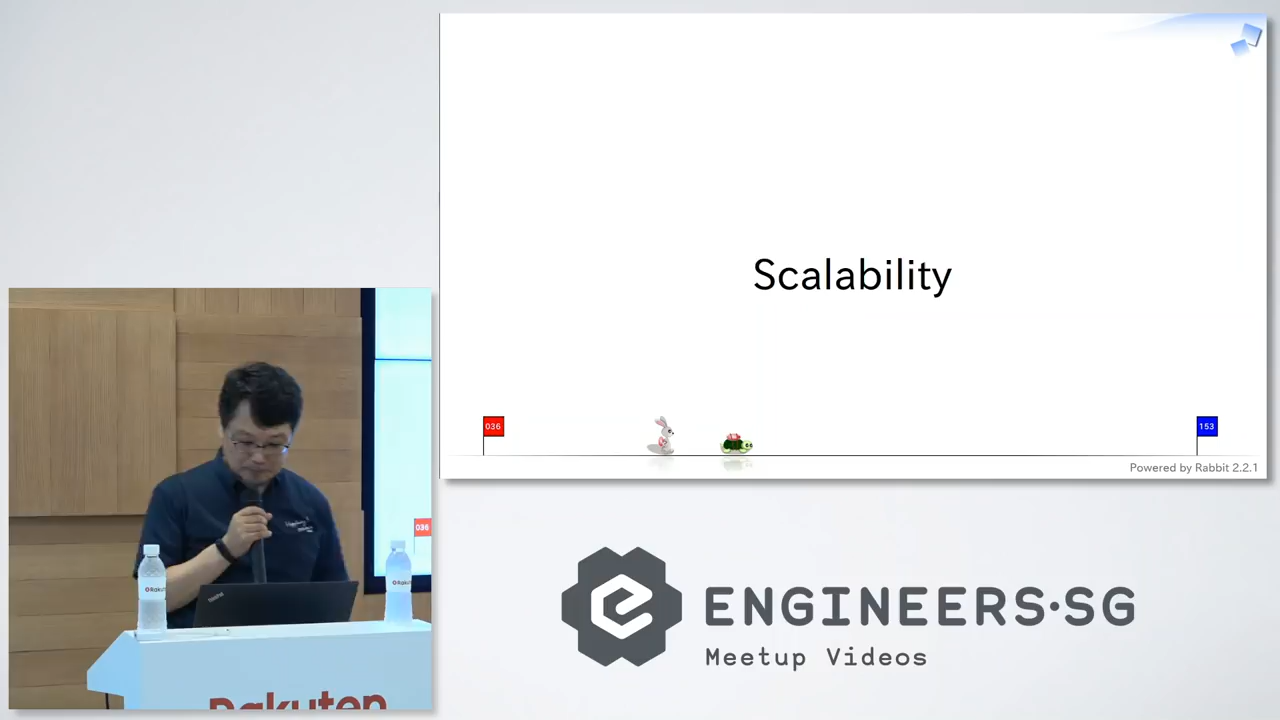 Scalability
036
153
Powered by Rabbit 2.2.1
036
Rakuten
ENGINEERS·SG
Meetup Videos